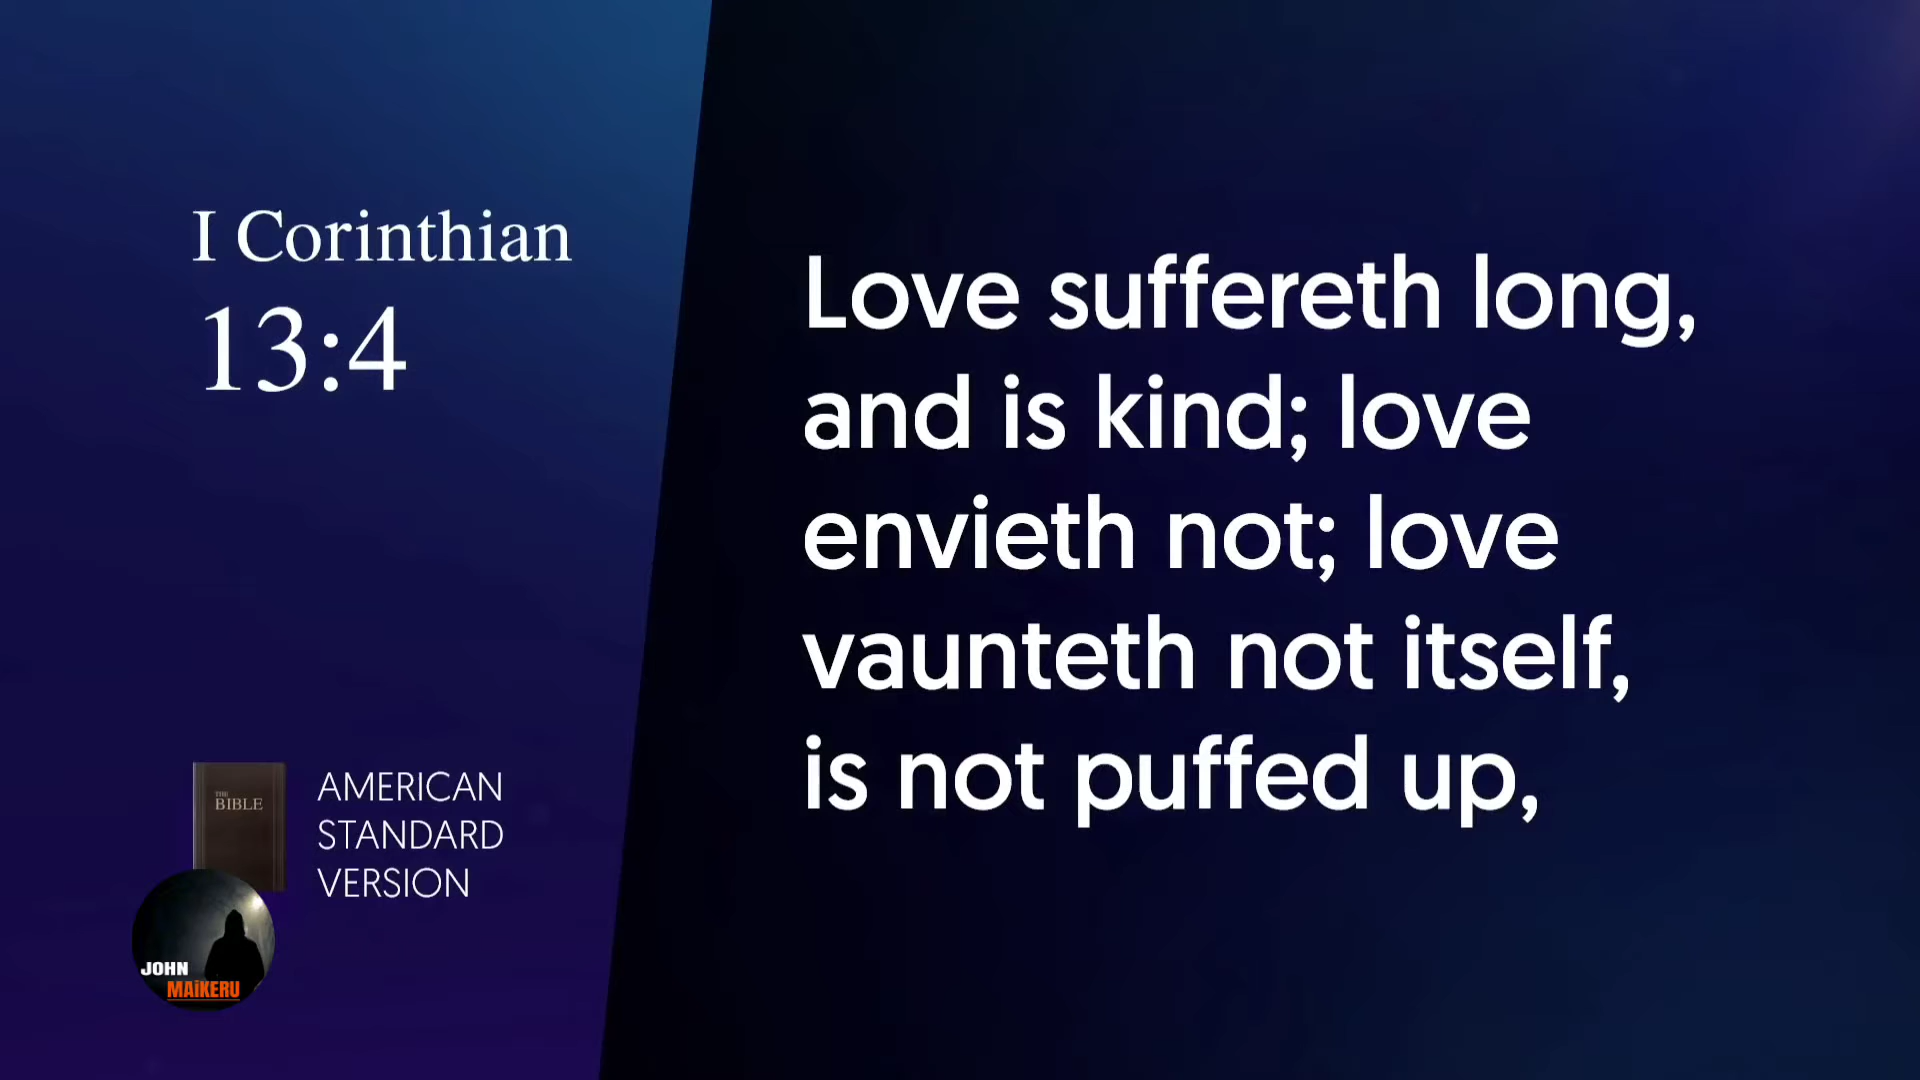 I Corinthian
13:4
Love suffereth long,
and is kind; love
envieth not; love
vaunteth not itself,
is not puffed up,
THE
BIBLE
AMERICAN
STANDARD
VERSION
JOHN
MAiKERU